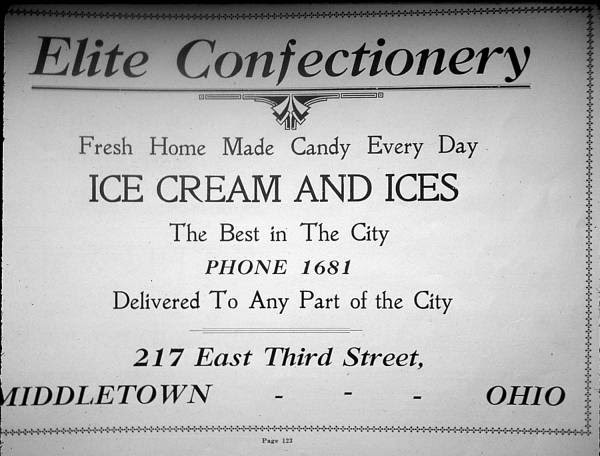 Elite Confectionery
Fresh Home Made Candy Every Day
ICE CREAM AND ICES
The Best in The City
PHONE 1681
Delivered To Any Part of the City
217 East Third Street,
MIDDLETOWN - - - OHIO
Page 123